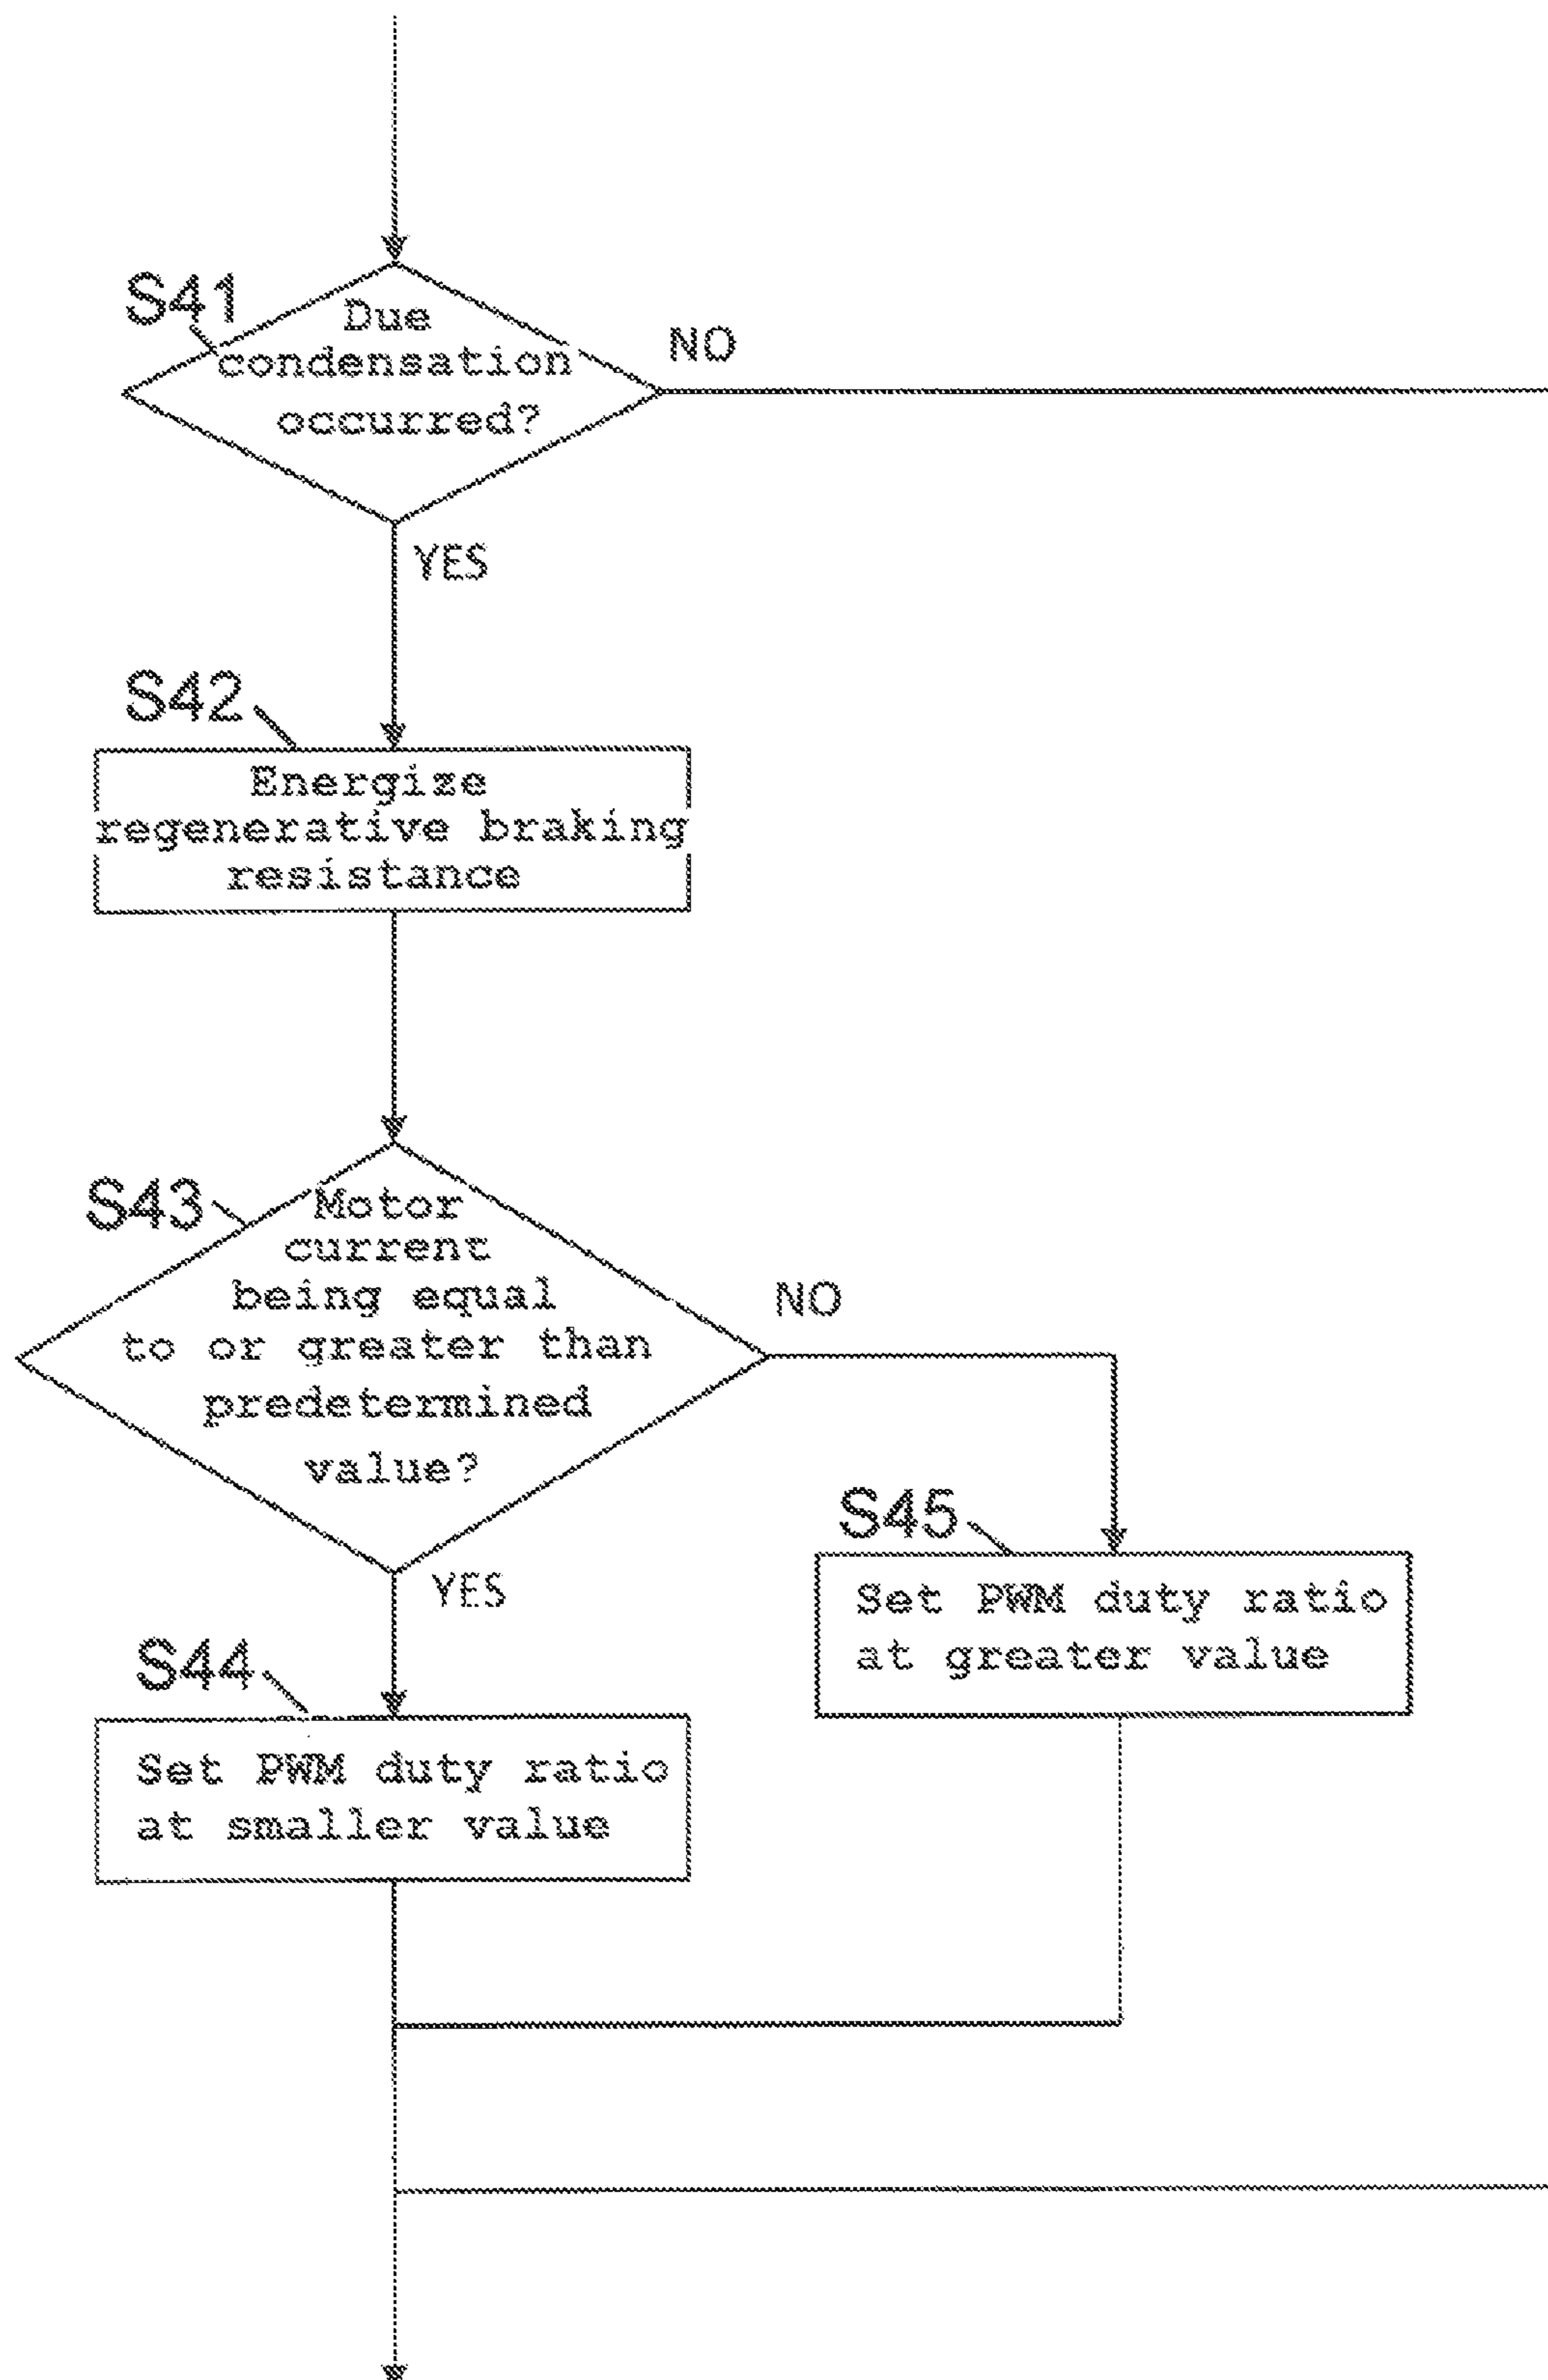 S41
Due
condensation
occurred?
NO
YES
S42
Energize
regenerative braking
resistance
S43
Motor
current
being equal
to or greater than
predetermined
value?
NO
YES
S45
Set PWM duty ratio
at greater value
S44
Set PWM duty ratio
at smaller value